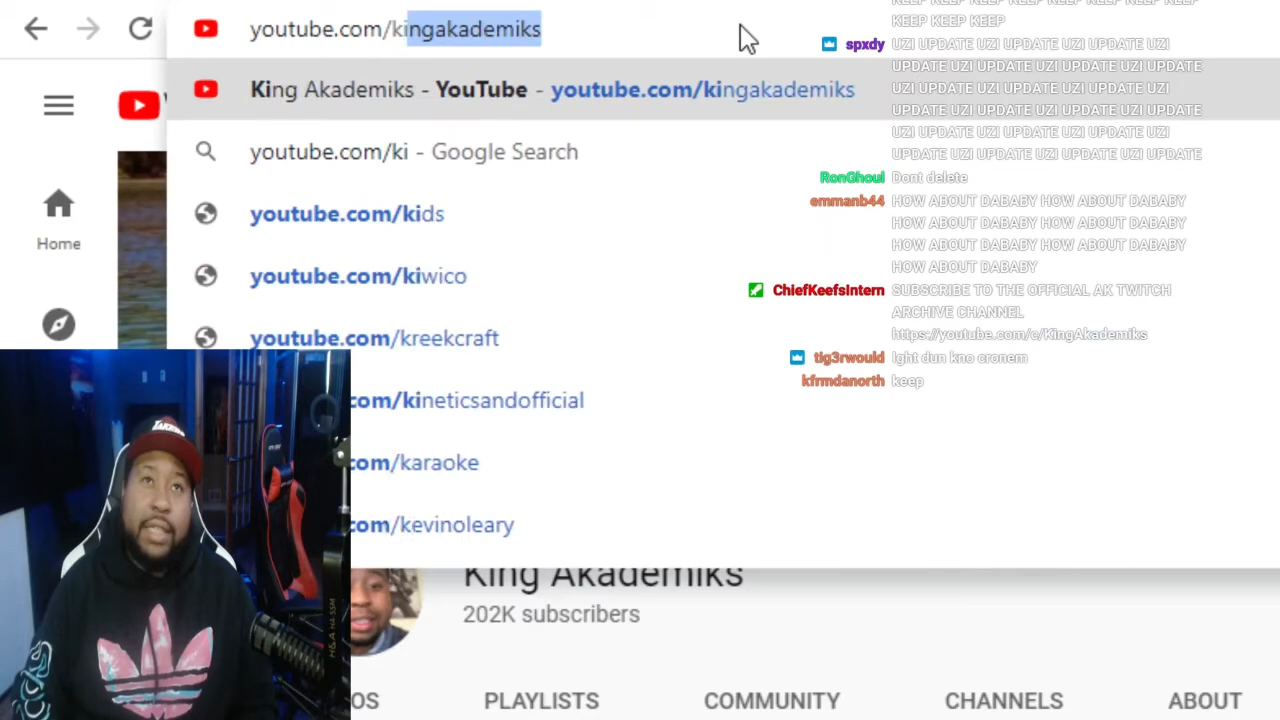 youtube.com/kingakademiks
King Akademiks - YouTube - youtube.com/kingakademiks
youtube.com/ki - Google Search
youtube.com/kids
Home
youtube.com/kiwico
youtube.com/kreekcraft
com/kineticsandofficial
com/karaoke
com/kevinoleary
King Akademiks
202K subscribers
OS PLAYLISTS COMMUNITY CHANNELS ABOUT
KEEP KEEP KEEP
spxdy UZI UPDATE UZI UPDATE UZI UPDATE UZI
UPDATE UZI UPDATE UZI UPDATE UZI UPDATE
UZI UPDATE UZI UPDATE UZI UPDATE UZI
UPDATE UZI UPDATE UZI UPDATE UZI UPDATE
UZI UPDATE UZI UPDATE UZI UPDATE UZI
UPDATE UZI UPDATE UZI UPDATE UZI UPDATE
RonGhoul Dont delete
emmanb44 HOW ABOUT DABABY HOW ABOUT DABABY
HOW ABOUT DABABY HOW ABOUT DABABY
HOW ABOUT DABABY HOW ABOUT DABABY
HOW ABOUT DABABY
ChiefKeefsIntern SUBSCRIBE TO THE OFFICIAL AK TWITCH
ARCHIVE CHANNEL
https://youtube.com/c/KingAkademiks
tig3rwould Ight dun kno cronem
kfrmdanorth keep